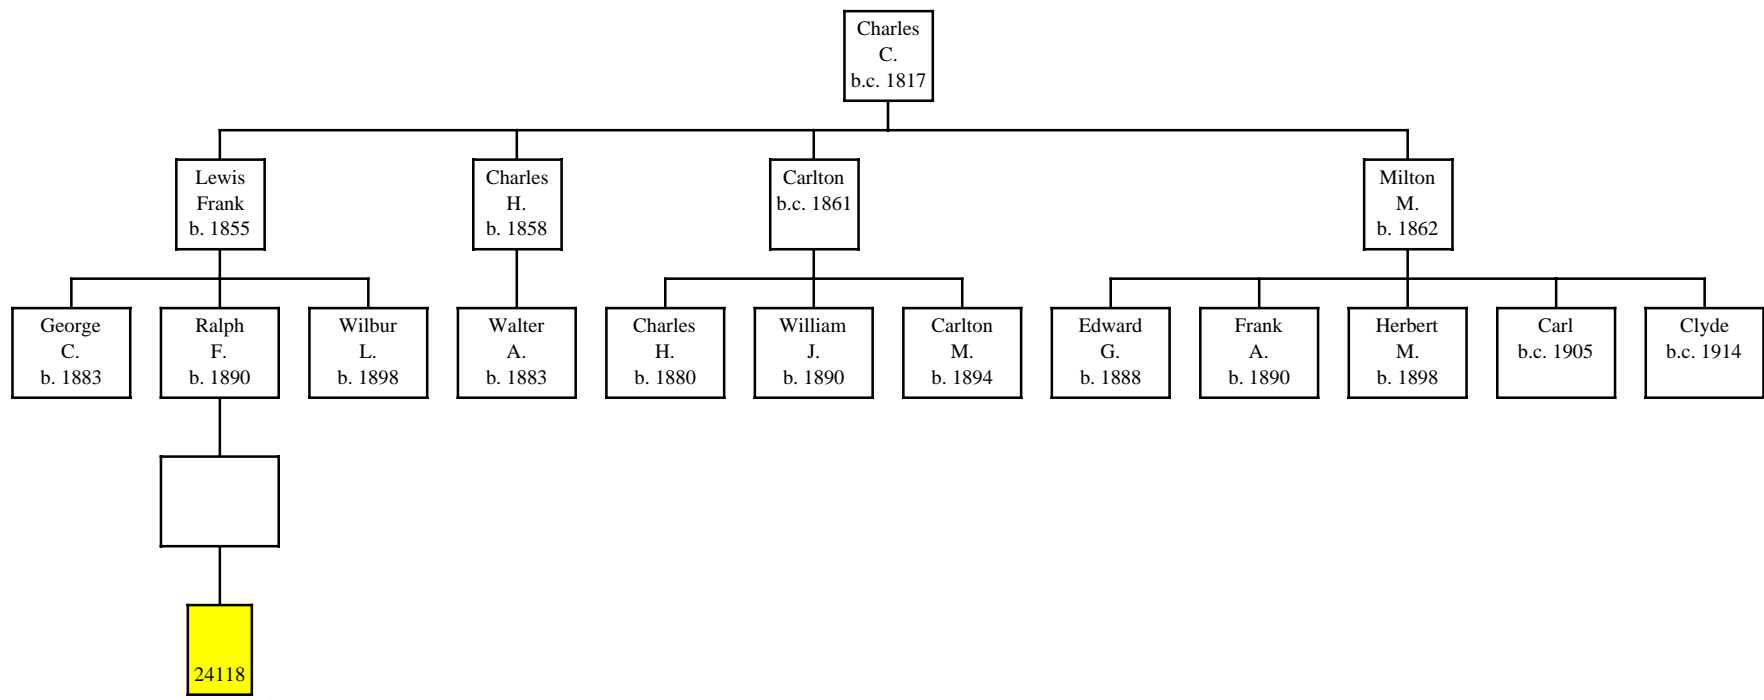 Charles
C.
b.c. 1817
Lewis
Frank
b. 1855
Charles
H.
b. 1858
Carlton
b.c. 1861
Milton
M.
b. 1862
George
C.
b. 1883
Ralph
F.
b. 1890
Wilbur
L.
b. 1898
Walter
A.
b. 1883
Charles
H.
b. 1880
William
J.
b. 1890
Carlton
M.
b. 1894
Edward
G.
b. 1888
Frank
A.
b. 1890
Herbert
M.
b. 1898
Carl
b.c. 1905
Clyde
b.c. 1914
24118